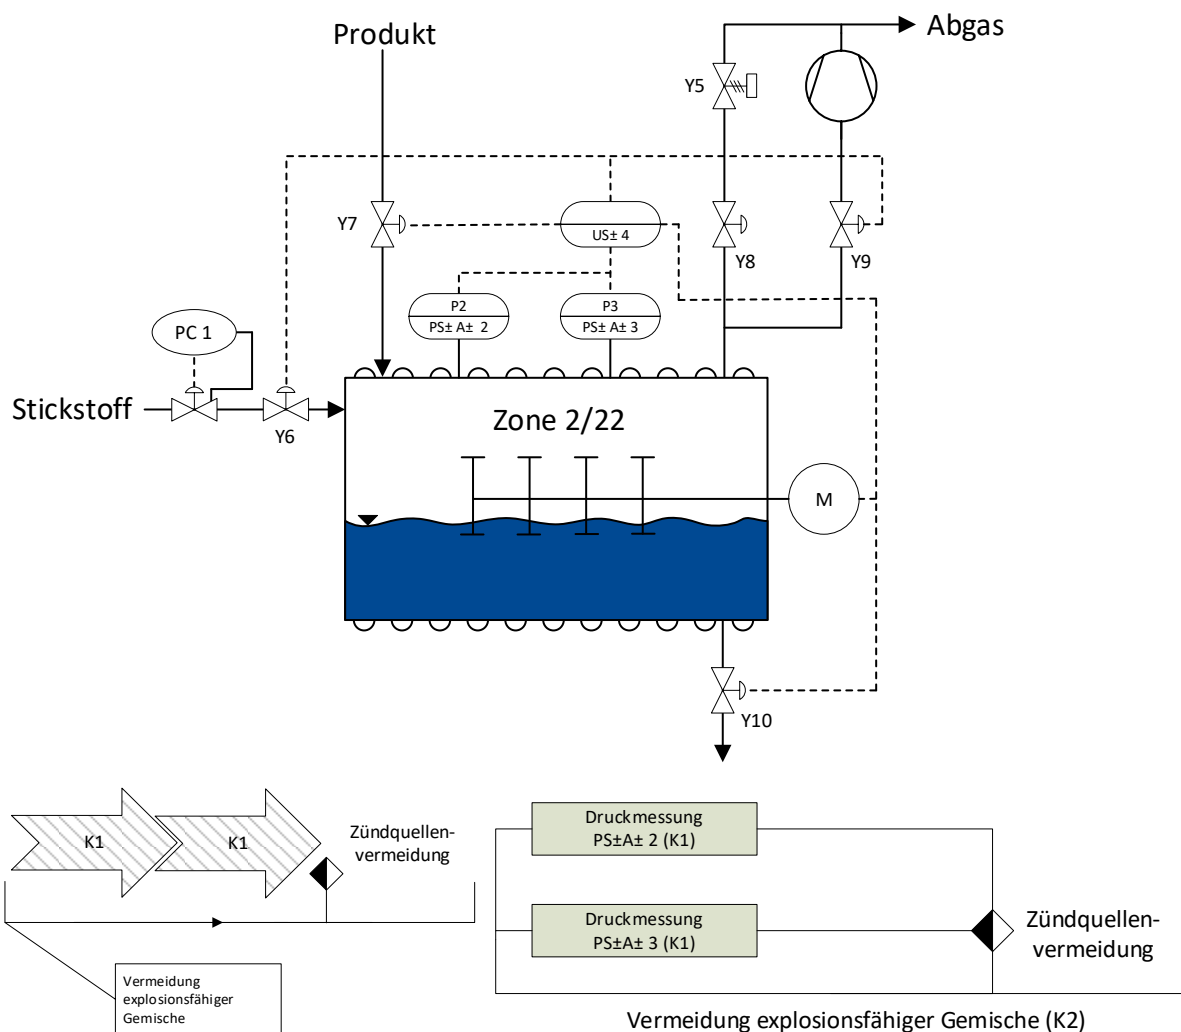 Produkt
Abgas
Y5
Y7
US± 4
Y8
Y9
P2
PS± A± 2
P3
PS± A± 3
PC 1
Stickstoff
Y6
Zone 2/22
M
Y10
K1
K1
Zündquellen-
vermeidung
Vermeidung
explosionsfähiger
Gemische
Druckmessung
PS±A± 2 (K1)
Druckmessung
PS±A± 3 (K1)
Zündquellen-
vermeidung
Vermeidung explosionsfähiger Gemische (K2)